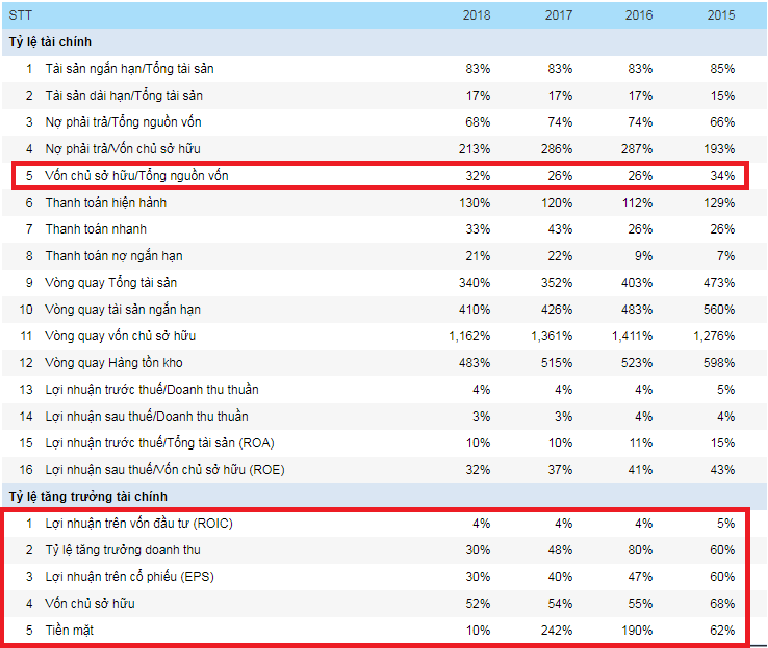 STT 2018 2017 2016 2015
Tỷ lệ tài chính
1 Tài sản ngắn hạn/Tổng tài sản 83% 83% 83% 85%
2 Tài sản dài hạn/Tổng tài sản 17% 17% 17% 15%
3 Nợ phải trả/Tổng nguồn vốn 68% 74% 74% 66%
4 Nợ phải trả/Vốn chủ sở hữu 213% 286% 287% 193%
5 Vốn chủ sở hữu/Tổng nguồn vốn 32% 26% 26% 34%
6 Thanh toán hiện hành 130% 120% 112% 129%
7 Thanh toán nhanh 33% 43% 26% 26%
8 Thanh toán nợ ngắn hạn 21% 22% 9% 7%
9 Vòng quay Tổng tài sản 340% 352% 403% 473%
10 Vòng quay tài sản ngắn hạn 410% 426% 483% 560%
11 Vòng quay vốn chủ sở hữu 1,162% 1,361% 1,411% 1,276%
12 Vòng quay Hàng tồn kho 483% 515% 523% 598%
13 Lợi nhuận trước thuế/Doanh thu thuần 4% 4% 4% 5%
14 Lợi nhuận sau thuế/Doanh thu thuần 3% 3% 4% 4%
15 Lợi nhuận trước thuế/Tổng tài sản (ROA) 10% 10% 11% 15%
16 Lợi nhuận sau thuế/Vốn chủ sở hữu (ROE) 32% 37% 41% 43%
Tỷ lệ tăng trưởng tài chính
1 Lợi nhuận trên vốn đầu tư (ROIC) 4% 4% 4% 5%
2 Tỷ lệ tăng trưởng doanh thu 30% 48% 80% 60%
3 Lợi nhuận trên cổ phiếu (EPS) 30% 40% 47% 60%
4 Vốn chủ sở hữu 52% 54% 55% 68%
5 Tiền mặt 10% 242% 190% 62%